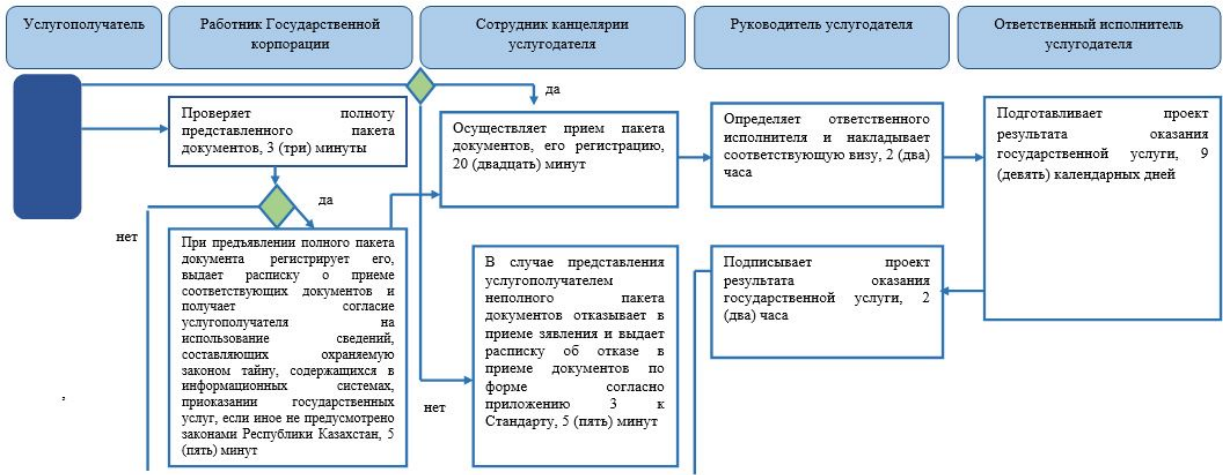 Услугополучатель
Работник Государственной
корпорации
Сотрудник канцелярии
услугодателя
Руководитель услугодателя
Ответственный исполнитель
услугодателя
Проверяет полноту
представленного пакета
документов, 3 (три) минуты
да
нет
При предъявлении полного пакета
документа регистрирует его,
выдает расписку о приеме
соответствующих документов и
получает согласие
услугополучателя на
использование сведений,
составляющих охраняемую
законом тайну, содержащихся в
информационных системах,
приоказании государственных
услуг, если иное не предусмотрено
законами Республики Казахстан, 5
(пять) минут
да
Осуществляет прием пакета
документов, его регистрацию,
20 (двадцать) минут
нет
В случае представления
услугополучателем
неполного пакета
документов отказывает в
приеме зявления и выдает
расписку об отказе в
приеме документов по
форме согласно
приложению 3 к
Стандарту, 5 (пять) минут
Определяет ответственного
исполнителя и накладывает
соответствующую визу, 2 (два)
часа
Подготавливает проект
результата оказания
государственной услуги, 9
(девять) календарных дней
Подписывает проект
результата оказания
государственной услуги, 2
(два) часа
,